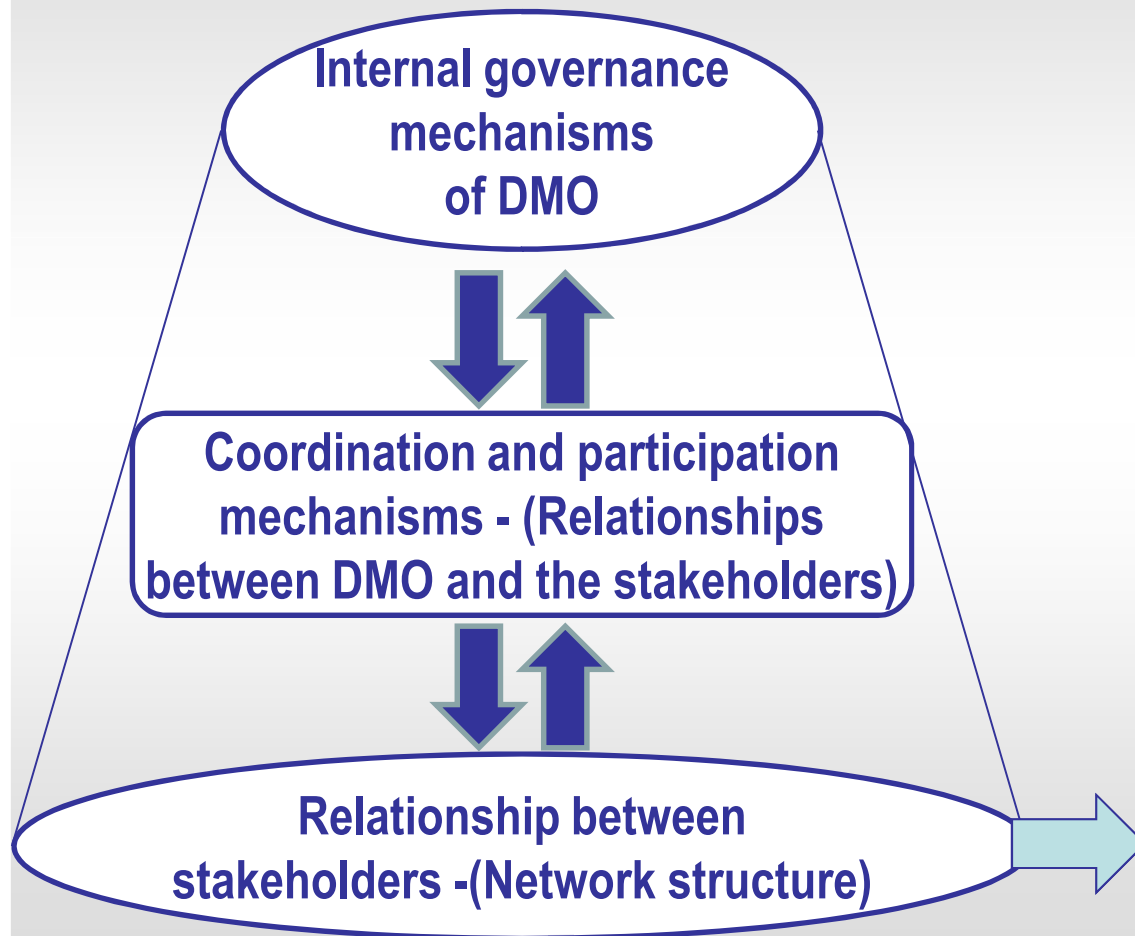 Internal governance
mechanisms
of DMO
Coordination and participation
mechanisms - (Relationships
between DMO and the stakeholders)
Relationship between
stakeholders -(Network structure)